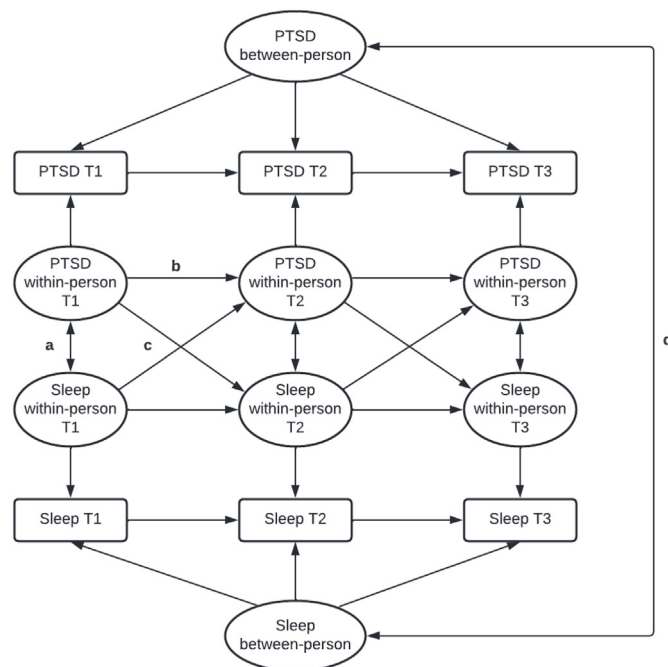 PTSD
between-person
PTSD T1
PTSD T2
PTSD T3
PTSD
within-person
T1
b
PTSD
within-person
T2
PTSD
within-person
T3
a
c
Sleep
within-person
T1
Sleep
within-person
T2
Sleep
within-person
T3
Sleep T1
Sleep T2
Sleep T3
Sleep
between-person